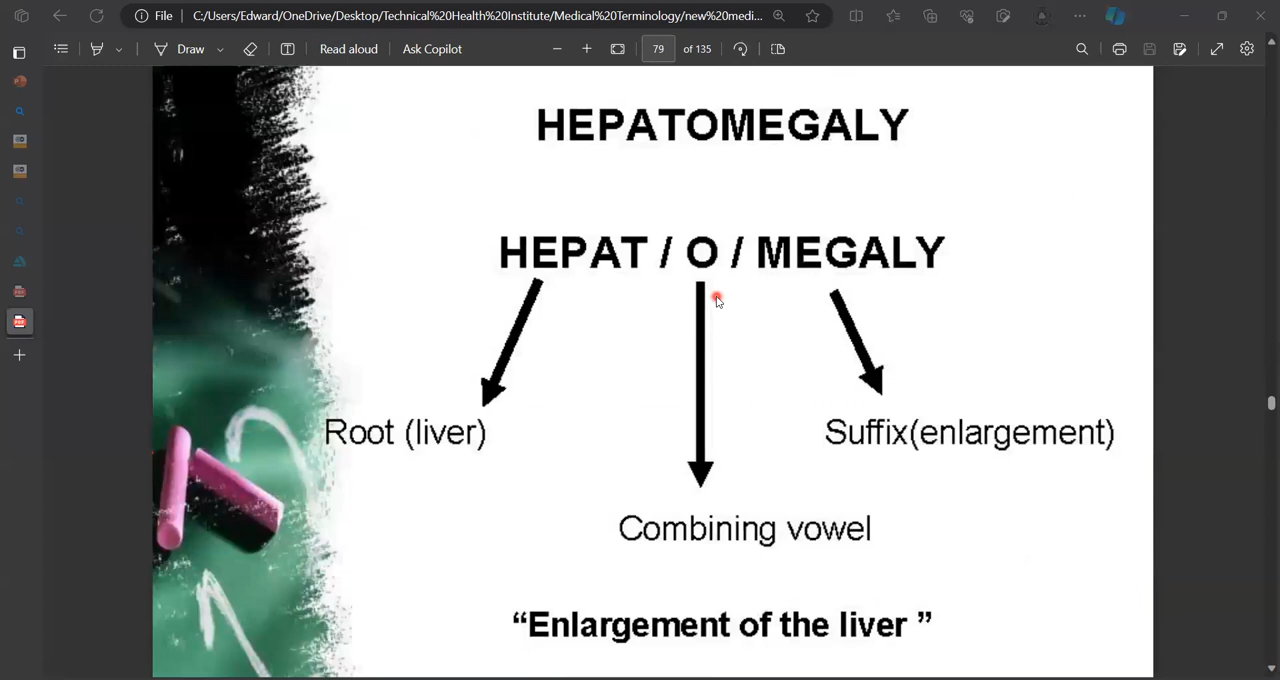 File
C:/Users/Edward/OneDrive/Desktop/Technical%20Health%20Institute/Medical%20Terminology/new%20medi...
Draw
Read aloud
Ask Copilot
79 of 135
HEPATOMEGALY
HEPAT / O / MEGALY
Root (liver)
Suffix(enlargement)
Combining vowel
“Enlargement of the liver ”